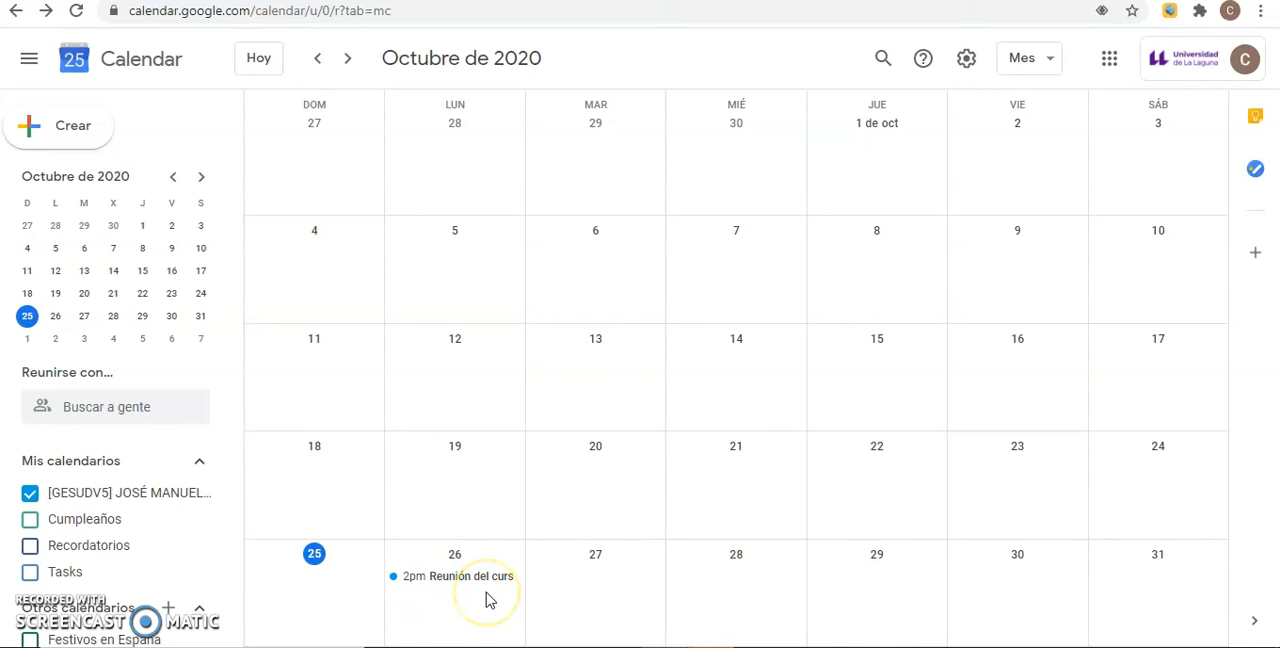 calendar.google.com/calendar/u/0/r?tab=mc
C
25
Calendar
Hoy
Octubre de 2020
Mes
Universidad
de La Laguna
C
Crear
DOM LUN MAR MIÉ JUE VIE SÁB
27 28 29 30 1 de oct 2 3
4 5 6 7 8 9 10
11 12 13 14 15 16 17
18 19 20 21 22 23 24
25 26 27 28 29 30 31
2pm Reunión del curs
Octubre de 2020
D L M X J V S
27 28 29 30 1 2 3
4 5 6 7 8 9 10
11 12 13 14 15 16 17
18 19 20 21 22 23 24
25 26 27 28 29 30 31
1 2 3 4 5 6 7
Reunirse con...
Buscar a gente
Mis calendarios
[GESUDV5] JOSÉ MANUEL...
Cumpleaños
Recordatorios
Tasks
Otros calendarios
Festivos en España
RECORDED WITH
SCREENCAST MATIC